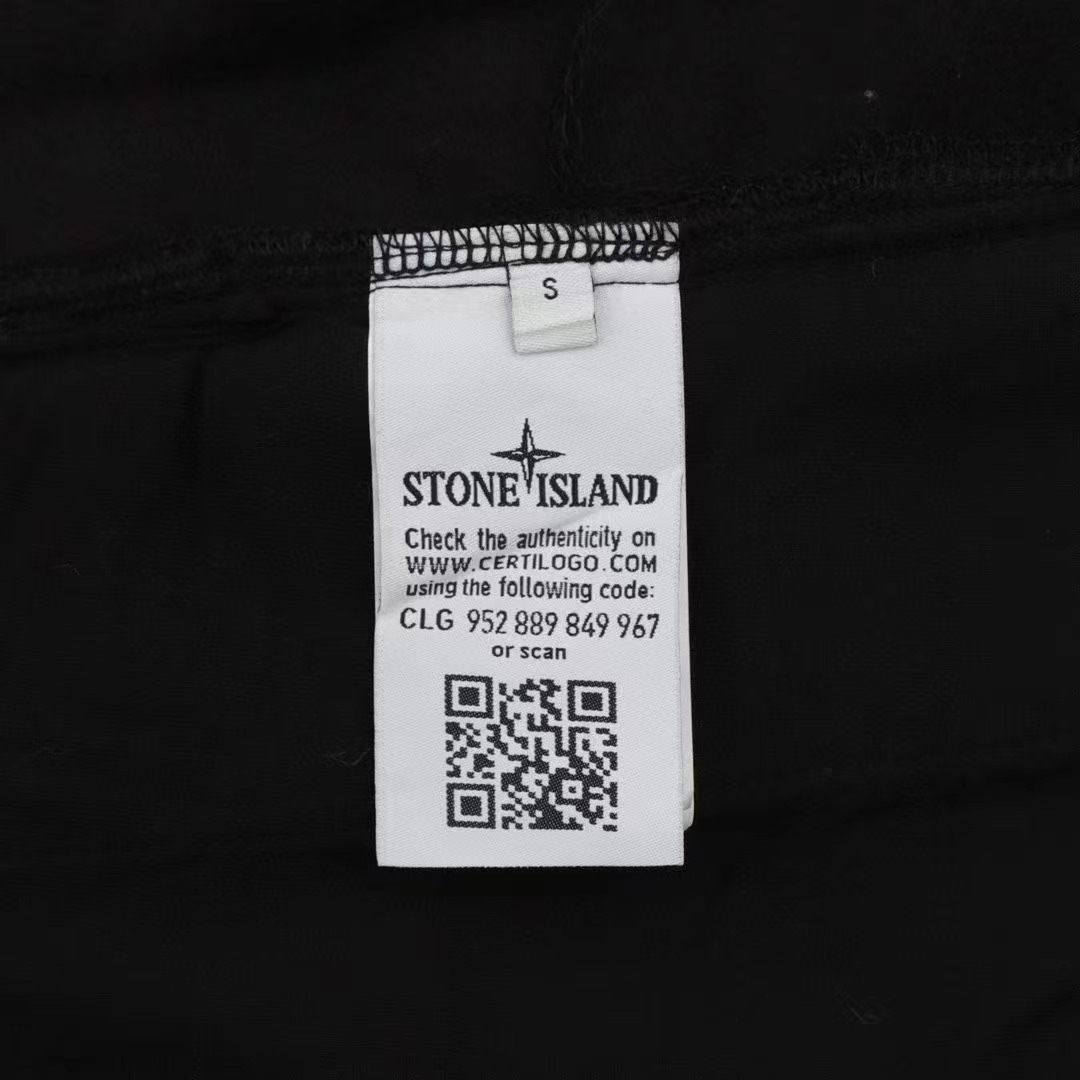 S
STONE ISLAND
Check the authenticity on
WWW.CERTILOGO.COM
using the following code:
CLG 952 889 849 967
or scan